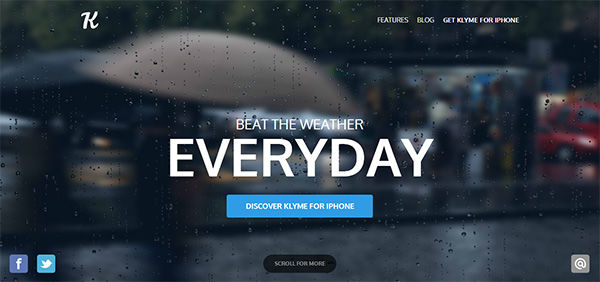 K
FEATURES BLOG GET KLYME FOR IPHONE
BEAT THE WEATHER
EVERYDAY
DISCOVER KLYME FOR IPHONE
f
SCROLL FOR MORE
@